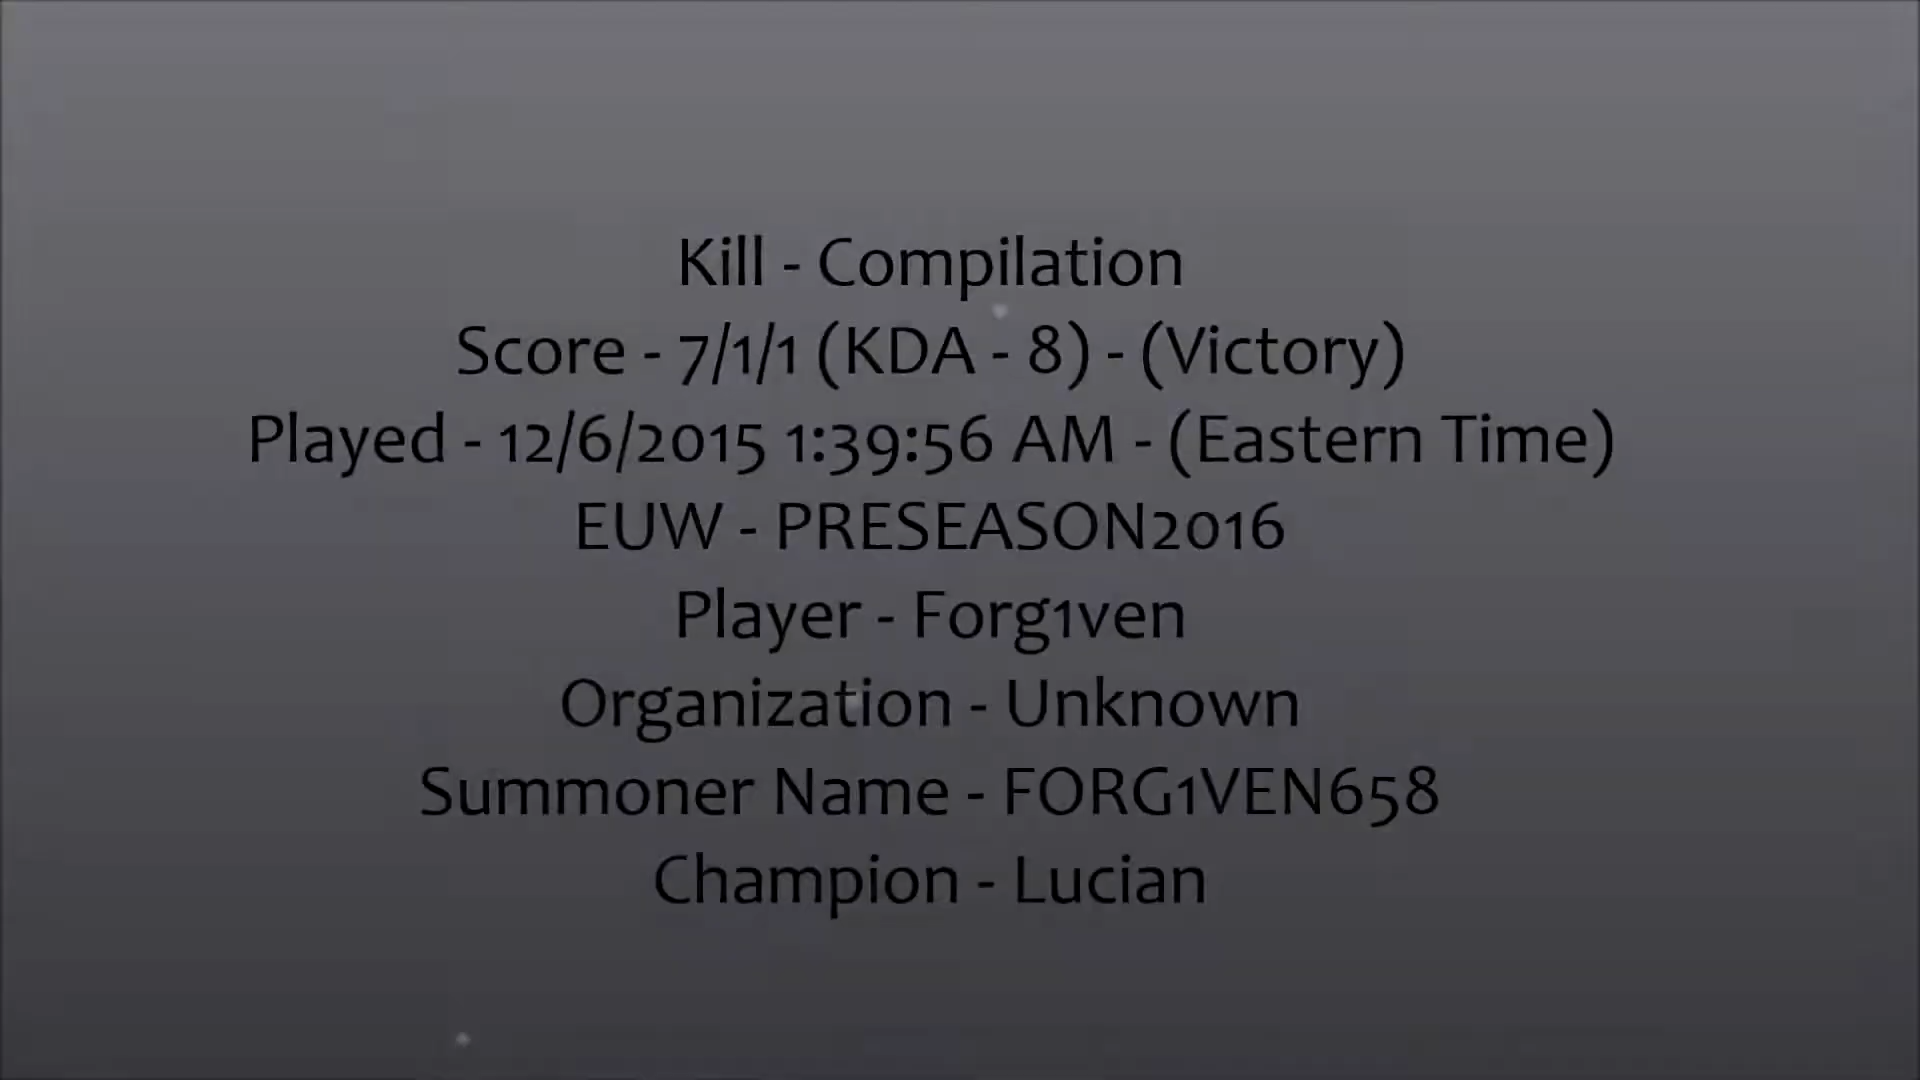 Kill - Compilation
Score - 7/1/1 (KDA - 8) - (Victory)
Played - 12/6/2015 1:39:56 AM - (Eastern Time)
EUW - PRESEASON2016
Player - Forg1ven
Organization - Unknown
Summoner Name - FORG1VEN658
Champion - Lucian